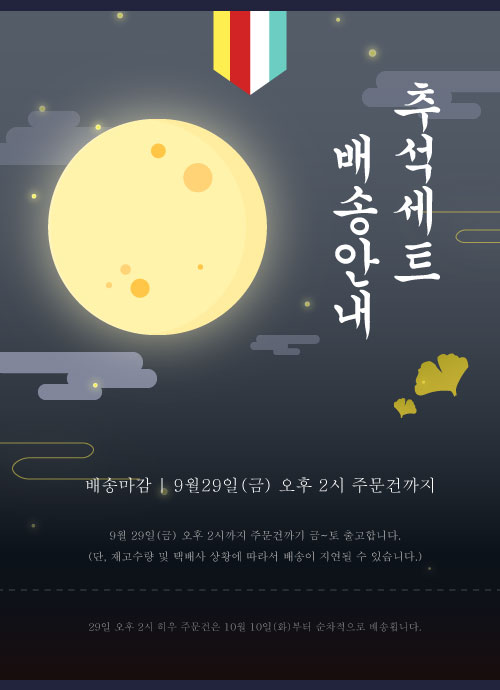 추석세트
배송안내
배송마감 | 9월29일(금) 오후 2시 주문건까지
9월 29일(금) 오후 2시까지 주문건까기 금~토 출고합니다.
(단, 재고수량 및 택배사 상황에 따라서 배송이 지연될 수 있습니다.)
29일 오후 2시 히우 주문건은 10월 10일(화)부터 순차적으로 배송됩니다.